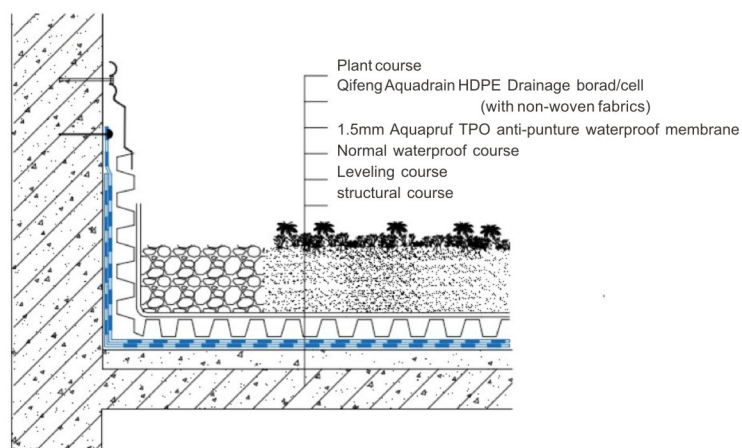 Plant course
Qifeng Aquadrain HDPE Drainage borad/cell
(with non-woven fabrics)
1.5mm Aquapruf TPO anti-punture waterproof membrane
Normal waterproof course
Leveling course
structural course